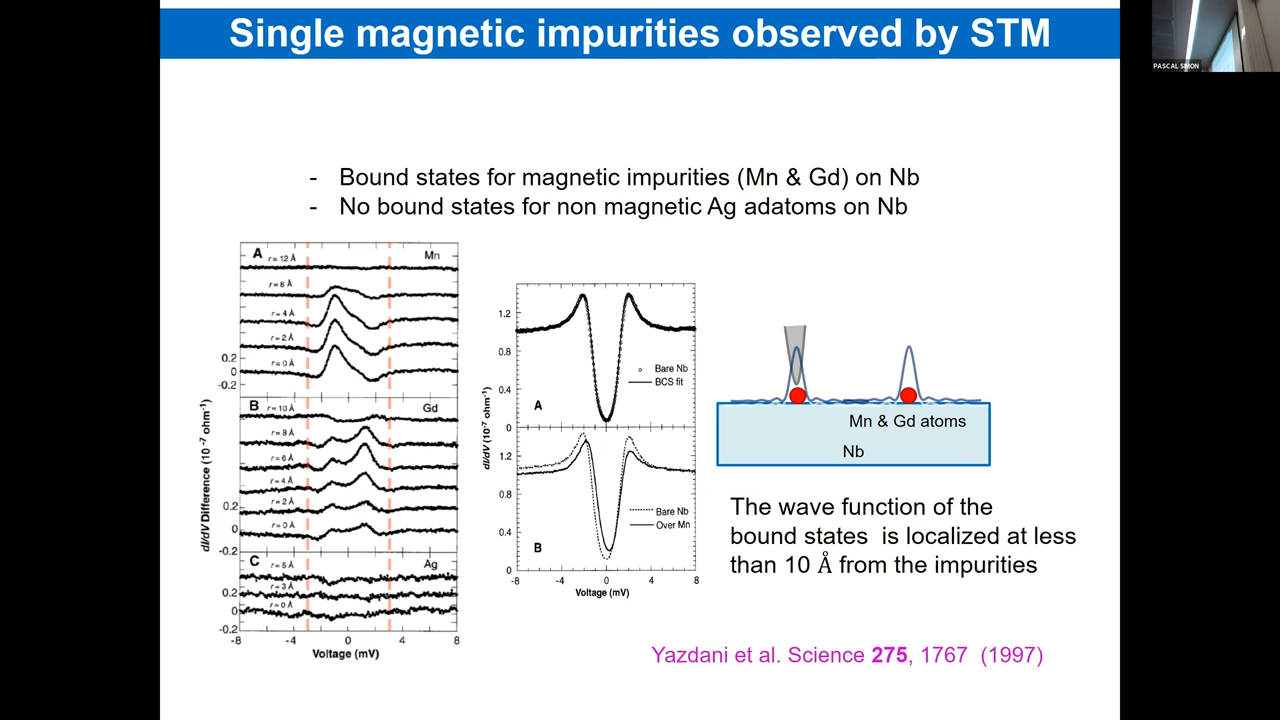 Single magnetic impurities observed by STM
PASCAL SIMON
- Bound states for magnetic impurities (Mn & Gd) on Nb
- No bound states for non magnetic Ag adatoms on Nb
A
r = 12 Å
Mn
r = 8 Å
r = 4 Å
r = 2 Å
r = 0 Å
0.2
0
-0.2
B
r = 10 Å
Gd
r = 8 Å
r = 6 Å
r = 4 Å
r = 2 Å
r = 0 Å
0.2
0
-0.2
C
r = 5 Å
Ag
r = 3 Å
r = 0 Å
0.2
0
-0.2
-8 -4 0 4 8
Voltage (mV)
dI/dV Difference (10⁻⁷ ohm⁻¹)
1.2
0.8
0.4
0
Bare Nb
BCS fit
A
dI/dV (10⁻⁷ ohm⁻¹)
1.2
0.8
0.4
0
Bare Nb
Over Mn
B
-8 -4 0 4 8
Voltage (mV)
Mn & Gd atoms
Nb
The wave function of the
bound states is localized at less
than 10 Å from the impurities
Yazdani et al. Science 275, 1767 (1997)